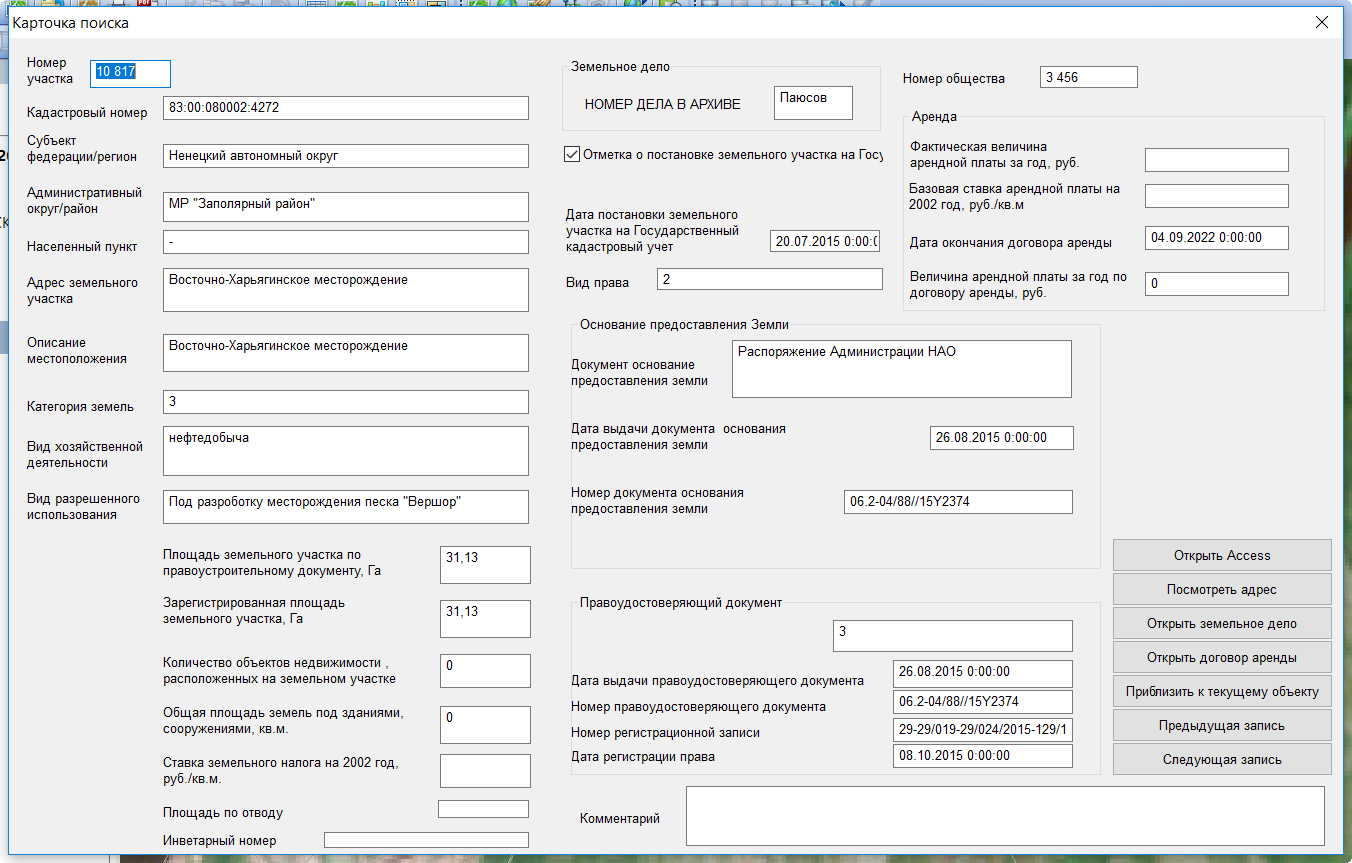 Карточка поиска
Номер
участка
10 817
Кадастровый номер
83:00:080002:4272
Субъект
федерации/регион
Ненецкий автономный округ
Административный
округ/район
МР "Заполярный район"
Населенный пункт
-
Адрес земельного
участка
Восточно-Харьягинское месторождение
Описание
местоположения
Восточно-Харьягинское месторождение
Категория земель
3
Вид хозяйственной
деятельности
нефтедобыча
Вид разрешенного
использования
Под разроботку месторождения песка "Вершор"
Площадь земельного участка по
правоустроительному документу, Га
31,13
Зарегистрированная площадь
земельного участка, Га
31,13
Количество объектов недвижимости ,
расположенных на земельном участке
0
Общая площадь земель под зданиями,
сооружениями, кв.м.
0
Ставка земельного налога на 2002 год,
руб./кв.м.
Площадь по отводу
Инветарный номер
Земельное дело
НОМЕР ДЕЛА В АРХИВЕ
Паюсов
Отметка о постановке земельного участка на Госу
Дата постановки земельного
участка на Государственный
кадастровый учет
20.07.2015 0:00:0
Вид права
2
Номер общества
3 456
Аренда
Фактическая величина
арендной платы за год, руб.
Базовая ставка арендной платы на
2002 год, руб./кв.м
Дата окончания договора аренды
04.09.2022 0:00:00
Величина арендной платы за год по
договору аренды, руб.
0
Основание предоставления Земли
Документ основание
предоставления земли
Распоряжение Администрации НАО
Дата выдачи документа основания
предоставления земли
26.08.2015 0:00:00
Номер документа основания
предоставления земли
06.2-04/88//15Y2374
Правоудостоверяющий документ
3
Дата выдачи правоудостоверяющего документа
26.08.2015 0:00:00
Номер правоудостоверяющего документа
06.2-04/88//15Y2374
Номер регистрационной записи
29-29/019-29/024/2015-129/1
Дата регистрации права
08.10.2015 0:00:00
Комментарий
Открыть Access
Посмотреть адрес
Открыть земельное дело
Открыть договор аренды
Приблизить к текущему объекту
Предыдущая запись
Следующая запись